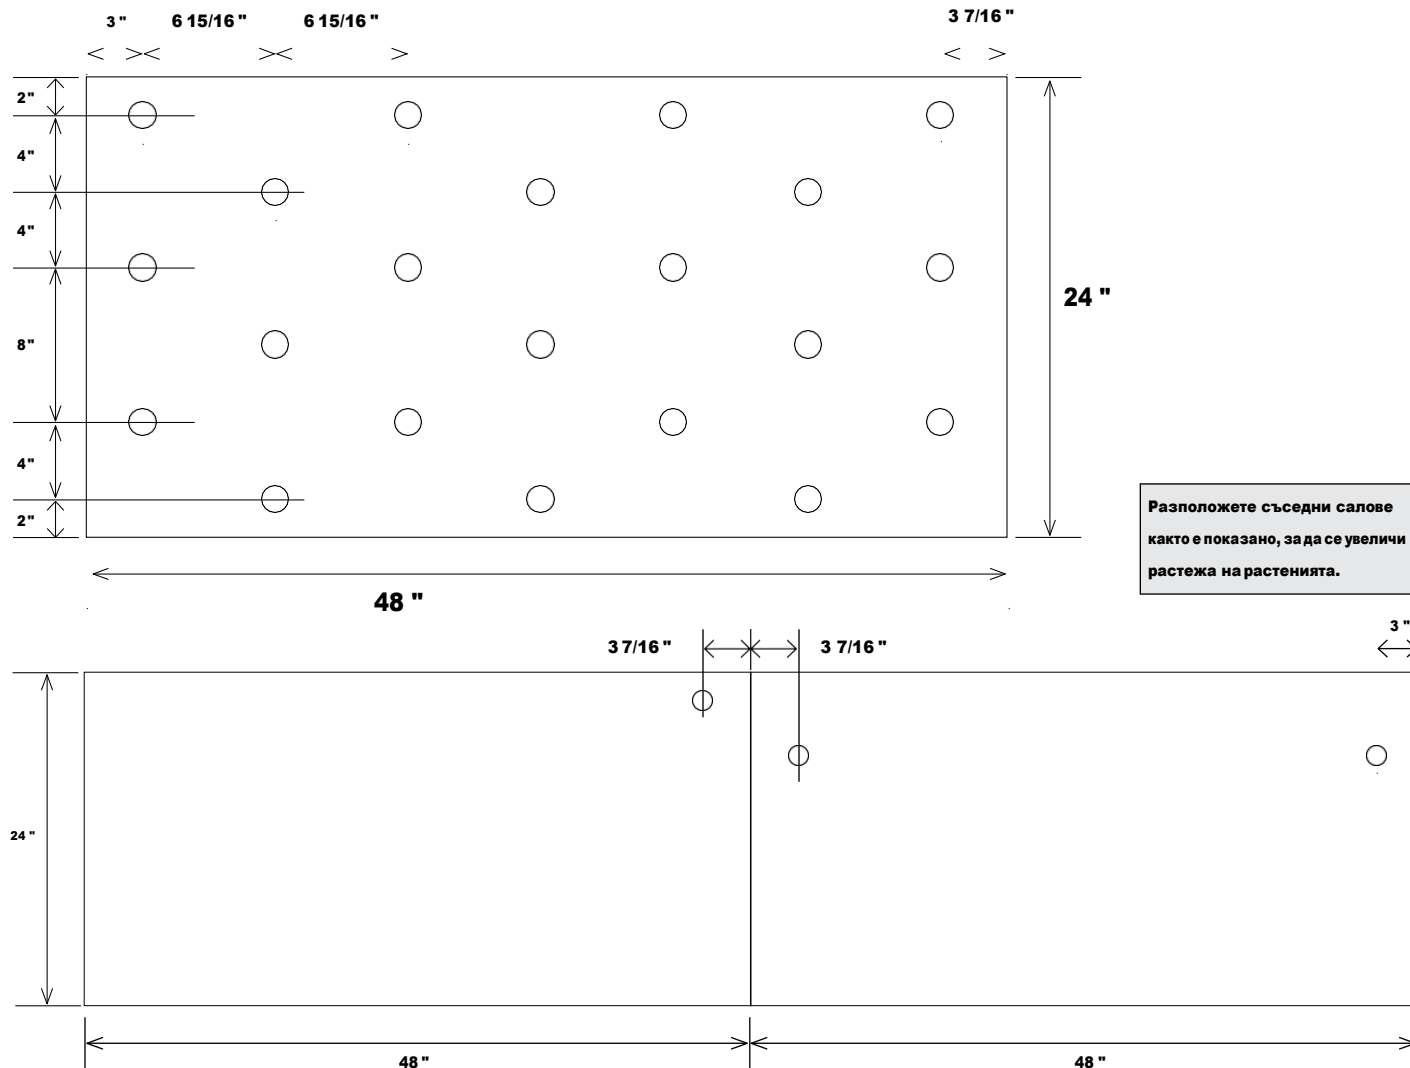 3 "
6 15/16 "
6 15/16 "
3 7/16 "
2"
4"
4"
8"
4"
2"
24 "
48 "
Разположете съседни салове
както е показано, за да се увеличи
растежа на растенията.
3 7/16 "
3 7/16 "
3 "
24 "
48 "
48 "